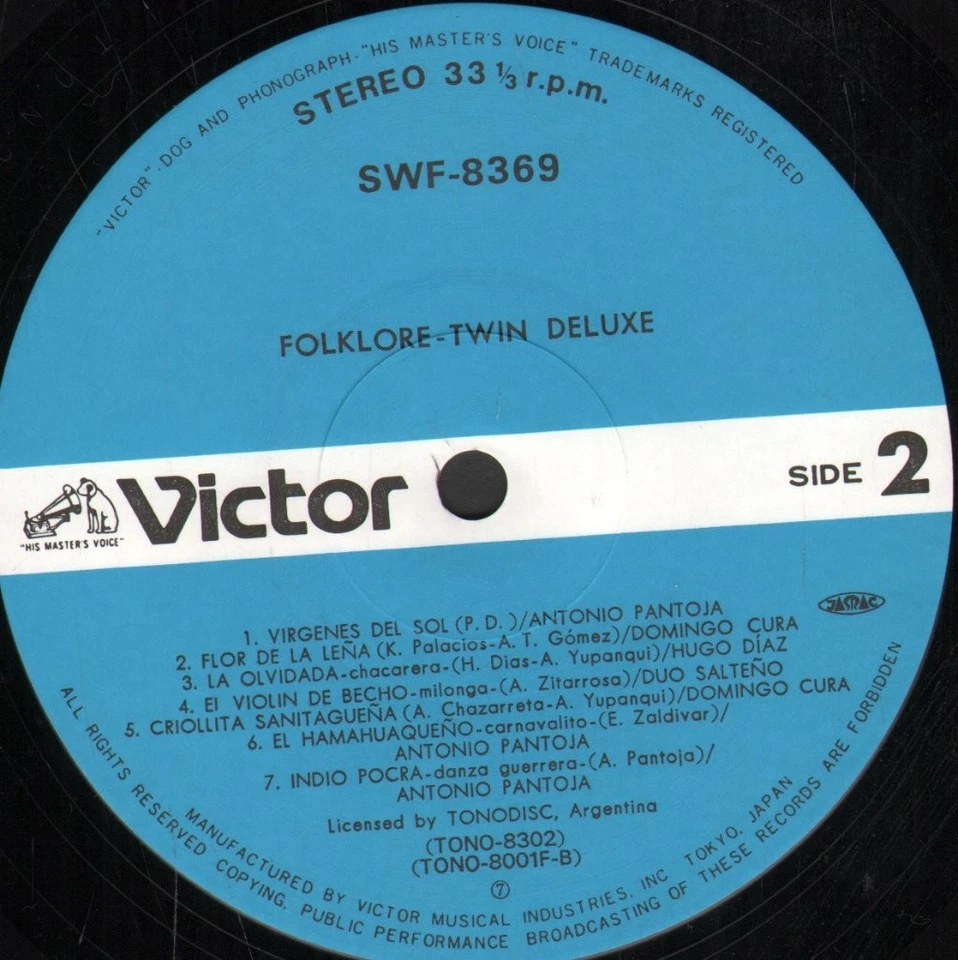 "VICTOR"·DOG AND PHONOGRAPH·"HIS MASTER'S VOICE" TRADEMARKS REGISTERED
STEREO 33 1/3 r.p.m.
SWF-8369
FOLKLORE-TWIN DELUXE
Victor
"HIS MASTER'S VOICE"
SIDE 2
JASRAC
1. VIRGENES DEL SOL(P.D.)/ANTONIO PANTOJA
2. FLOR DE LA LEÑA(K. Palacios-A.T. Gómez)/DOMINGO CURA
3. LA OLVIDADA-chacarera-(H. Dias-A. Yupanqui)/HUGO DÍAZ
4. El VIOLIN DE BECHO-milonga-(A. Zitarrosa)/DUO SALTEÑO
5. CRIOLLITA SANITAGUEÑA(A. Chazarreta-A. Yupanqui)/DOMINGO CURA
6. EL HAMAHUAQUEÑO-carnavalito-(E. Zaldivar)/
ANTONIO PANTOJA
7. INDIO POCRA-danza guerrera-(A. Pantoja)/
ANTONIO PANTOJA
Licensed by TONODISC, Argentina
(TONO-8302)
(TONO-8001F-B)
⑦
MANUFACTURED BY VICTOR MUSICAL INDUSTRIES, INC TOKYO, JAPAN
ALL RIGHTS RESERVED COPYING, PUBLIC PERFORMANCE BROADCASTING OF THESE RECORDS ARE FORBIDDEN